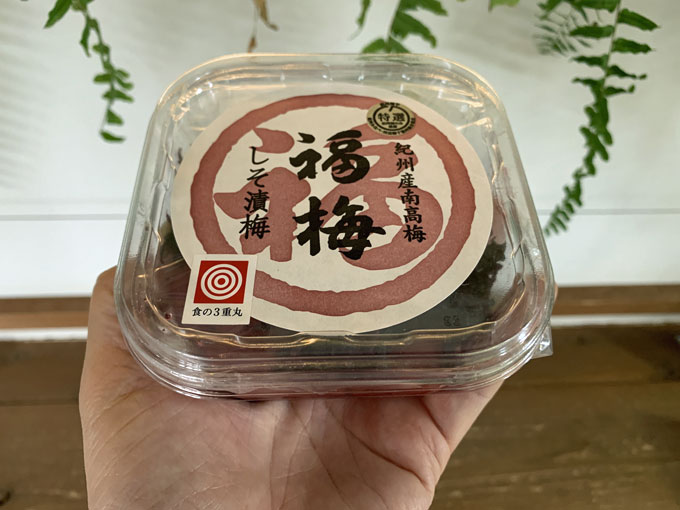 特選
紀州産南高梅
福梅
しそ漬梅
福
食の3重丸